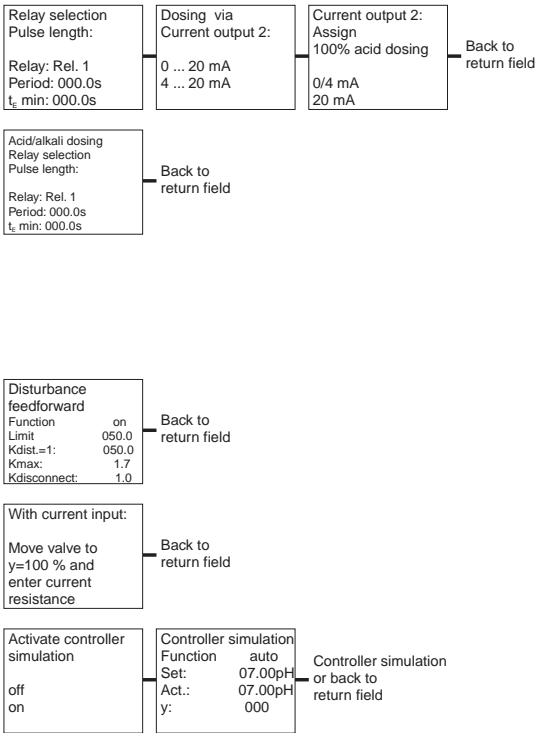 Relay selection
Pulse length:
Relay: Rel. 1
Period: 000.0s
tE min: 000.0s
Dosing via
Current output 2:
0 ... 20 mA
4 ... 20 mA
Current output 2:
Assign
100% acid dosing
0/4 mA
20 mA
Back to
return field
Acid/alkali dosing
Relay selection
Pulse length:
Relay: Rel. 1
Period: 000.0s
tE min: 000.0s
Back to
return field
Disturbance
feedforward
Function on
Limit 050.0
Kdist.=1: 050.0
Kmax: 1.7
Kdisconnect: 1.0
Back to
return field
With current input:
Move valve to
y=100 % and
enter current
resistance
Back to
return field
Activate controller
simulation
off
on
Controller simulation
Function auto
Set: 07.00pH
Act.: 07.00pH
y: 000
Controller simulation
or back to
return field